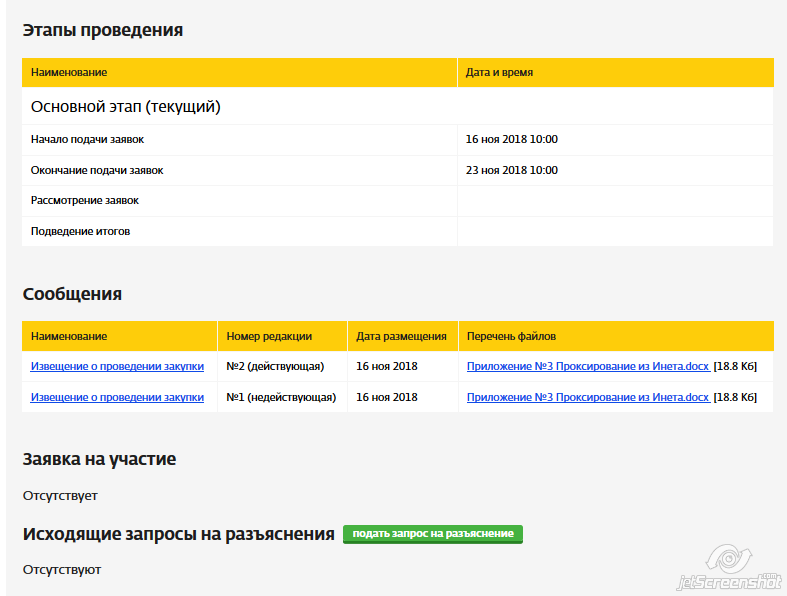 Этапы проведения
Наименование Дата и время
Основной этап (текущий)
Начало подачи заявок 16 ноя 2018 10:00
Окончание подачи заявок 23 ноя 2018 10:00
Рассмотрение заявок
Подведение итогов
Сообщения
Наименование Номер редакции Дата размещения Перечень файлов
Извещение о проведении закупки №2 (действующая) 16 ноя 2018 Приложение №3 Проксирование из Инета.docx [18.8 Кб]
Извещение о проведении закупки №1 (недействующая) 16 ноя 2018 Приложение №3 Проксирование из Инета.docx [18.8 Кб]
Заявка на участие
Отсутствует
Исходящие запросы на разъяснения подать запрос на разъяснение
Отсутствуют
jetScreenshot.com